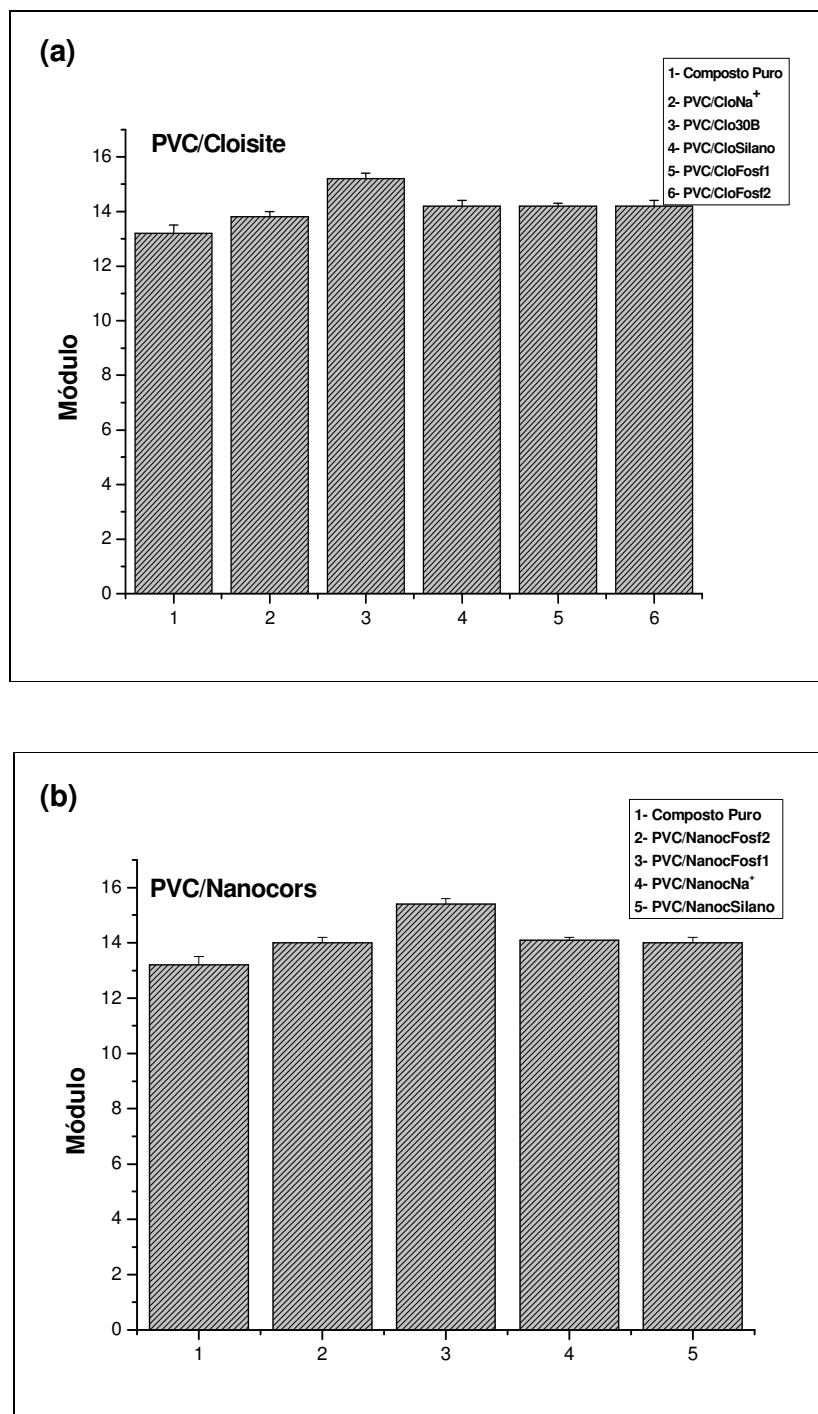 (a)
1- Composto Puro
2- PVC/CloNa+
3- PVC/Clo30B
4- PVC/CloSilano
5- PVC/CloFosf1
6- PVC/CloFosf2
PVC/Cloisite
16
14
12
10
8
6
4
2
0
Módulo
1 2 3 4 5 6
(b)
1- Composto Puro
2- PVC/NanocFosf2
3- PVC/NanocFosf1
4- PVC/NanocNa+
5- PVC/NanocSilano
PVC/Nanocors
16
14
12
10
8
6
4
2
0
Módulo
1 2 3 4 5